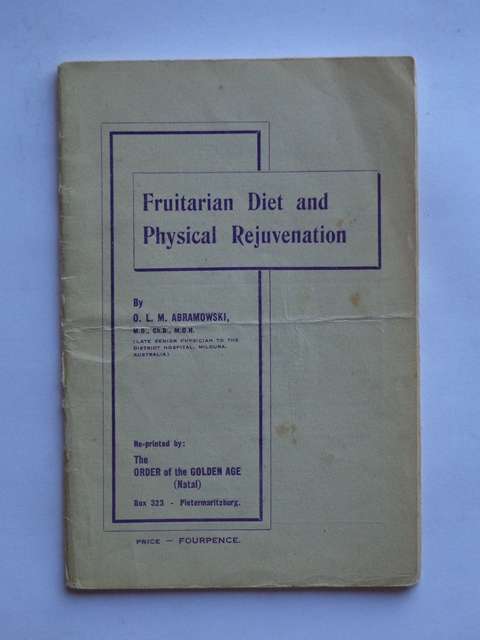 Fruitarian Diet and
Physical Rejuvenation
By
O. L. M. ABRAMOWSKI,
M.D., Ch.D., M.O.H.
(LATE SENIOR PHYSICIAN TO THE
DISTRICT HOSPITAL, MILDURA,
AUSTRALIA)
Re-printed by:
The
ORDER of the GOLDEN AGE
(Natal)
Box 323 - Pietermaritzburg.
PRICE — FOURPENCE.